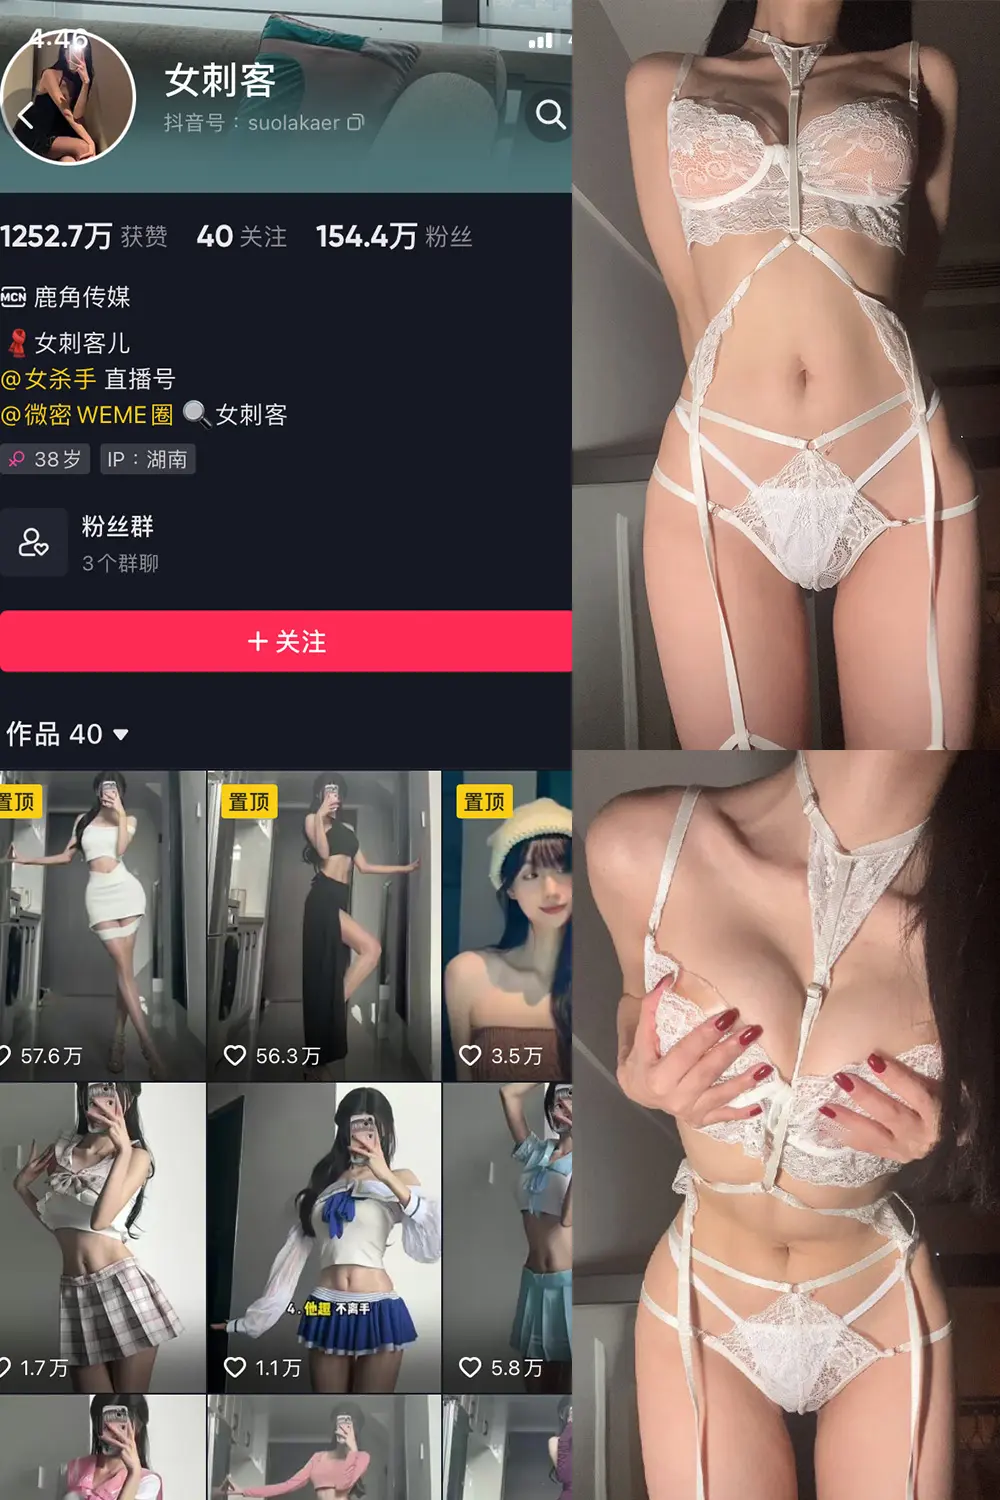 4:46
女刺客
抖音号：suolakaer
1252.7万 获赞 40 关注 154.4万 粉丝
MCN 鹿角传媒
女刺客儿
@女杀手 直播号
@微密WEME圈 女刺客
38岁 IP：湖南
粉丝群
3个群聊
+ 关注
作品 40
置顶 置顶 置顶
57.6万 56.3万 3.5万
4.他趣 不离手
1.7万 1.1万 5.8万